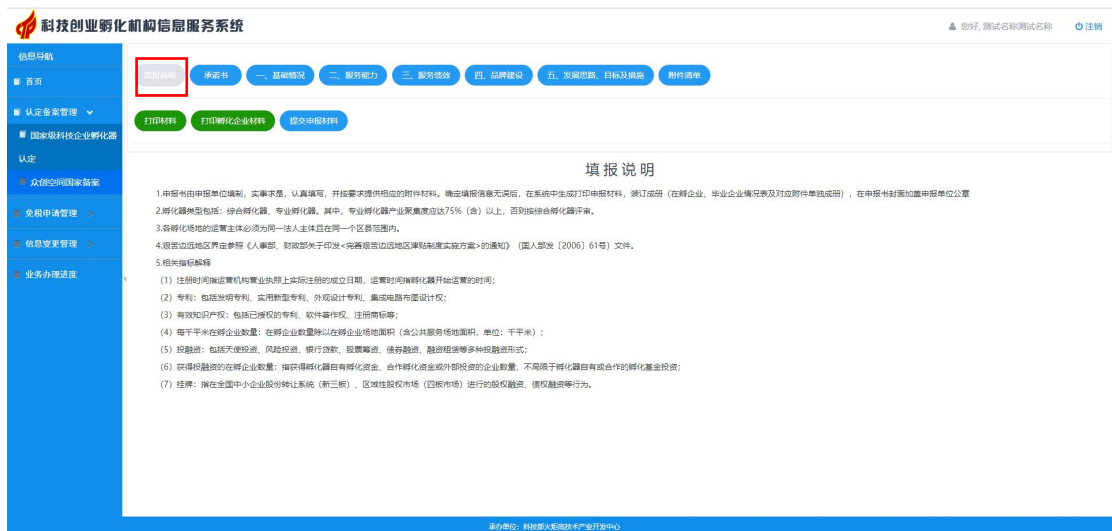 科技创业孵化机构信息服务系统
您好, 测试名称测试名称 注销
信息导航
首页
认定备案管理
国家级科技企业孵化器
认定
众创空间国家备案
免税申请管理
信息变更管理
业务办理进度
填报说明 承诺书 一、基础情况 二、服务能力 三、服务绩效 四、品牌建设 五、发展思路、目标及措施 附件清单
打印材料 打印孵化企业材料 提交申报材料
填报说明
1.申报书由申报单位填制，实事求是，认真填写，并按要求提供相应的附件材料。确定填报信息无误后，在系统中生成打印申报材料，装订成册（在孵企业、毕业企业情况表及对应附件单独成册），在申报书封面加盖申报单位公章
2.孵化器类型包括：综合孵化器、专业孵化器。其中，专业孵化器产业聚集度应达75%（含）以上，否则按综合孵化器评审。
3.各孵化场地的运营主体必须为同一法人主体且在同一个区县范围内。
4.艰苦边远地区界定参照《人事部、财政部关于印发<完善艰苦边远地区津贴制度实施方案>的通知》（国人部发〔2006〕61号）文件。
5.相关指标解释
（1）注册时间指运营机构营业执照上实际注册的成立日期，运营时间指孵化器开始运营的时间；
（2）专利：包括发明专利、实用新型专利、外观设计专利、集成电路布图设计权；
（3）有效知识产权：包括已授权的专利、软件著作权、注册商标等；
（4）每千平米在孵企业数量：在孵企业数量除以在孵企业场地面积（含公共服务场地面积，单位：千平米）；
（5）投融资：包括天使投资、风险投资、银行贷款、股票筹资、债券融资、融资租赁等多种投融资形式；
（6）获得投融资的在孵企业数量：指获得孵化器自有孵化资金、合作孵化资金或外部投资的企业数量，不局限于孵化器自有或合作的孵化基金投资；
（7）挂牌：指在全国中小企业股份转让系统（新三板）、区域性股权市场（四板市场）进行的股权融资、债权融资等行为。
承办单位：科技部火炬高技术产业开发中心